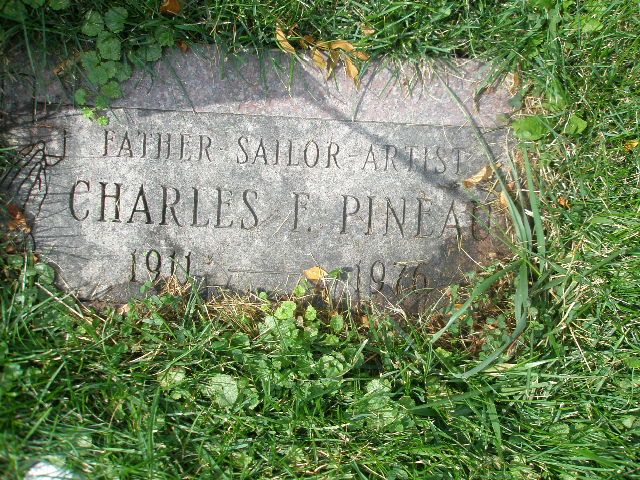 FATHER-SAILOR-ARTIST
CHARLES F. PINEAU
1911 — 1976